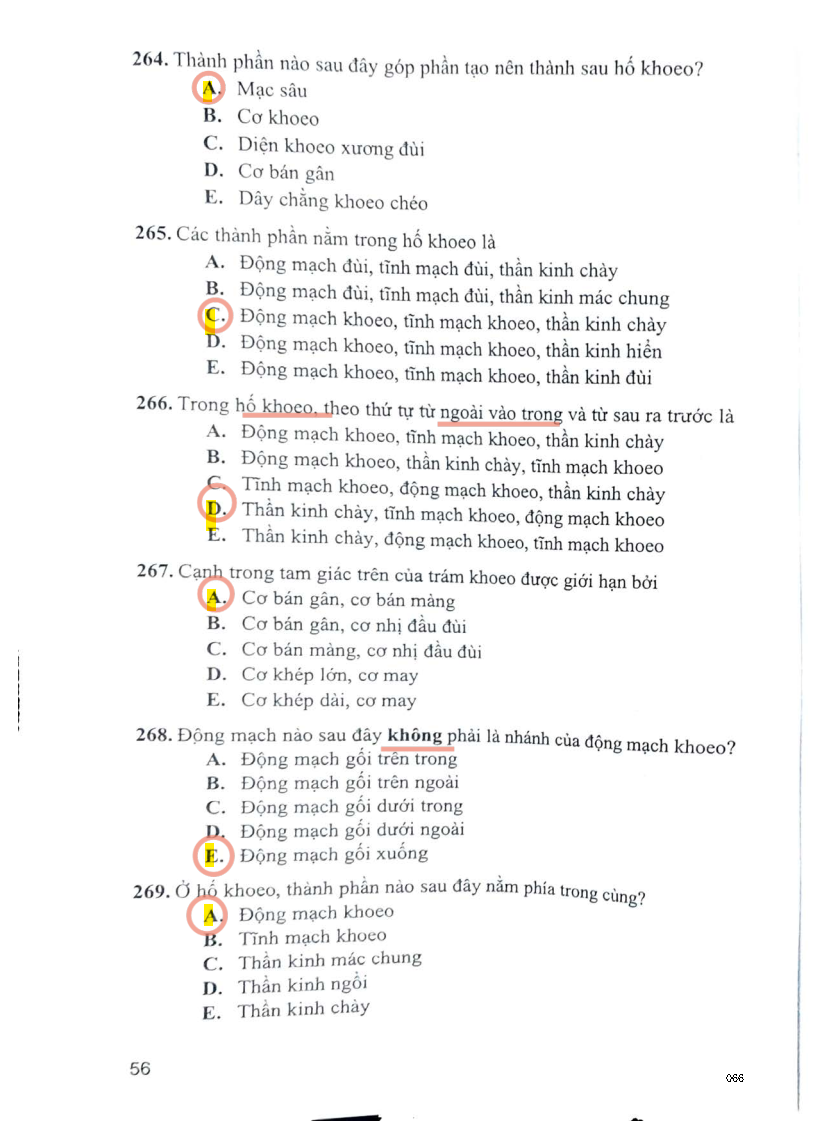 264. Thành phần nào sau đây góp phần tạo nên thành sau hố khoeo?
A. Mạc sâu
B. Cơ khoeo
C. Diện khoeo xương đùi
D. Cơ bán gân
E. Dây chằng khoeo chéo
265. Các thành phần nằm trong hố khoeo là
A. Động mạch đùi, tĩnh mạch đùi, thần kinh chày
B. Động mạch đùi, tĩnh mạch đùi, thần kinh mác chung
C. Động mạch khoeo, tĩnh mạch khoeo, thần kinh chày
D. Động mạch khoeo, tĩnh mạch khoeo, thần kinh hiển
E. Động mạch khoeo, tĩnh mạch khoeo, thần kinh đùi
266. Trong hố khoeo, theo thứ tự từ ngoài vào trong và từ sau ra trước là
A. Động mạch khoeo, tĩnh mạch khoeo, thần kinh chày
B. Động mạch khoeo, thần kinh chày, tĩnh mạch khoeo
C. Tĩnh mạch khoeo, động mạch khoeo, thần kinh chày
D. Thần kinh chày, tĩnh mạch khoeo, động mạch khoeo
E. Thần kinh chày, động mạch khoeo, tĩnh mạch khoeo
267. Cạnh trong tam giác trên của trám khoeo được giới hạn bởi
A. Cơ bán gân, cơ bán màng
B. Cơ bán gân, cơ nhị đầu đùi
C. Cơ bán màng, cơ nhị đầu đùi
D. Cơ khép lớn, cơ may
E. Cơ khép dài, cơ may
268. Động mạch nào sau đây không phải là nhánh của động mạch khoeo?
A. Động mạch gối trên trong
B. Động mạch gối trên ngoài
C. Động mạch gối dưới trong
D. Động mạch gối dưới ngoài
E. Động mạch gối xuống
269. Ở hố khoeo, thành phần nào sau đây nằm phía trong cùng?
A. Động mạch khoeo
B. Tĩnh mạch khoeo
C. Thần kinh mác chung
D. Thần kinh ngồi
E. Thần kinh chày
56
066